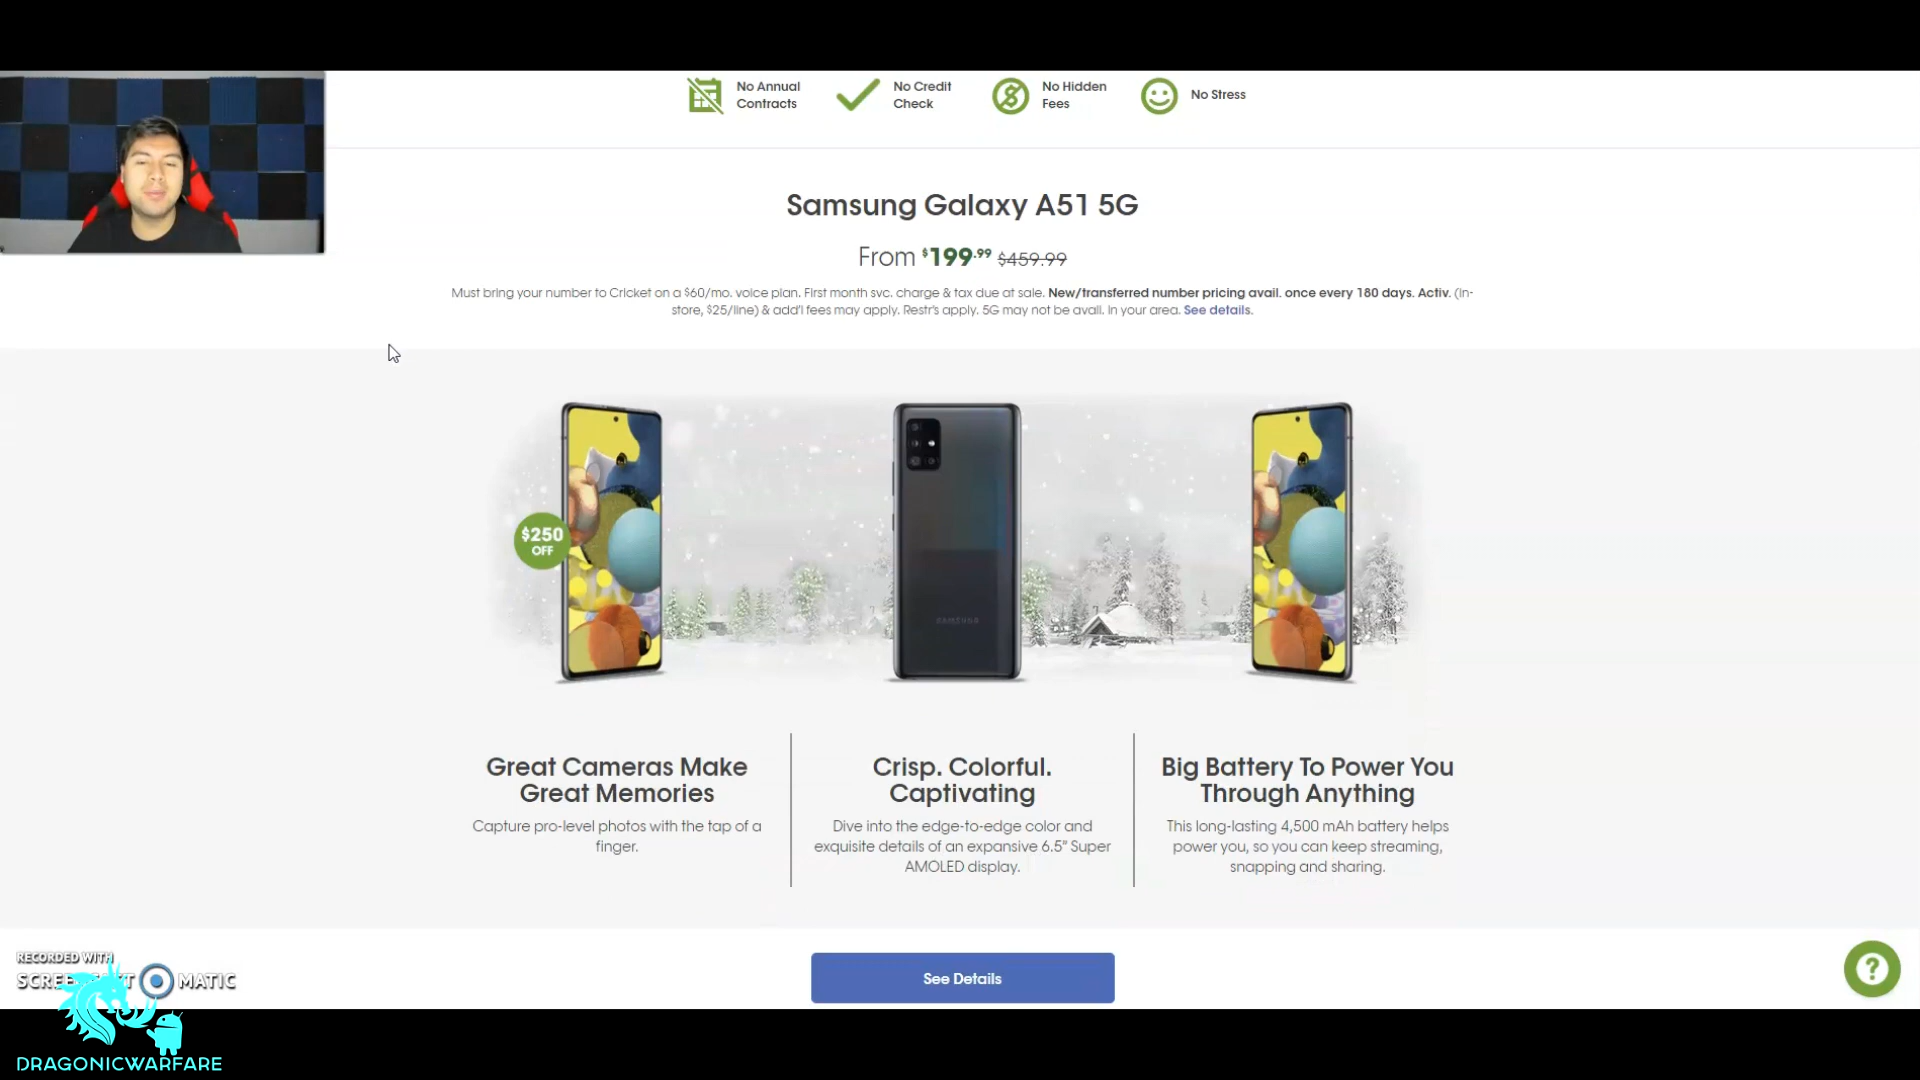 No Annual
Contracts
No Credit
Check
No Hidden
Fees
No Stress
Samsung Galaxy A51 5G
From $199.99 $459.99
Must bring your number to Cricket on a $60/mo. voice plan. First month svc. charge & tax due at sale. New/transferred number pricing avail. once every 180 days. Activ. (in-
store, $25/line) & add'l fees may apply. Restr's apply. 5G may not be avail. in your area. See details.
$250
OFF
SAMSUNG
Great Cameras Make
Great Memories
Capture pro-level photos with the tap of a
finger.
Crisp. Colorful.
Captivating
Dive into the edge-to-edge color and
exquisite details of an expansive 6.5" Super
AMOLED display.
Big Battery To Power You
Through Anything
This long-lasting 4,500 mAh battery helps
power you, so you can keep streaming,
snapping and sharing.
See Details
?
RECORDED WITH
MATIC
DRAGONICWARFARE